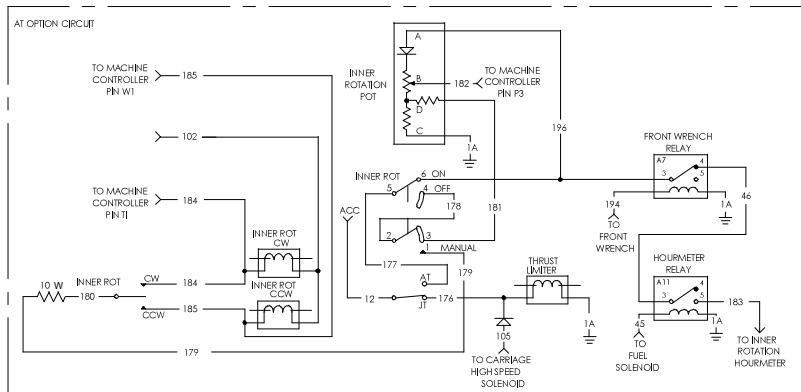 AT OPTION CIRCUIT
TO MACHINE
CONTROLLER
PIN W1
185
102
TO MACHINE
CONTROLLER
PIN TI
184
INNER ROT
CW
INNER ROT
CCW
10 W
180
INNER ROT
CW
184
185
CCW
179
INNER
ROTATION
POT
A
B
D
C
182
TO MACHINE
CONTROLLER
PIN P3
1A
196
181
INNER ROT
5
6
ON
4
OFF
178
2
3
1
MANUAL
177
179
ACC
AT
12
JT
176
THRUST
LIMITER
1A
105
TO CARRIAGE
HIGH SPEED
SOLENOID
FRONT WRENCH
RELAY
A7
3
4
5
194
TO
FRONT
WRENCH
1A
46
HOURMETER
RELAY
A11
3
4
5
183
45
TO
FUEL
SOLENOID
1A
TO INNER
ROTATION
HOURMETER